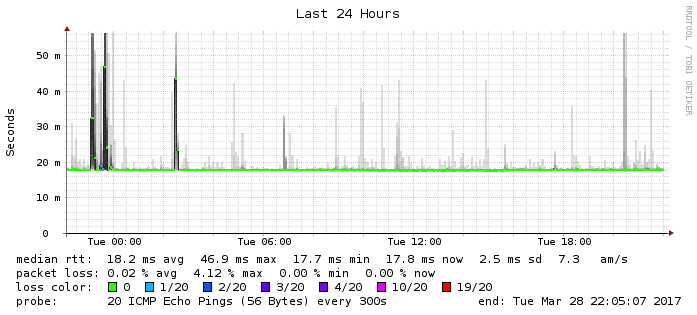 Last 24 Hours
RRDTOOL / TOBI OETIKER
Seconds
50 m
40 m
30 m
20 m
10 m
0
Tue 00:00 Tue 06:00 Tue 12:00 Tue 18:00
median rtt: 18.2 ms avg 46.9 ms max 17.7 ms min 17.8 ms now 2.5 ms sd 7.3 am/s
packet loss: 0.02 % avg 4.12 % max 0.00 % min 0.00 % now
loss color: 0 1/20 2/20 3/20 4/20 10/20 19/20
probe: 20 ICMP Echo Pings (56 Bytes) every 300s end: Tue Mar 28 22:05:07 2017